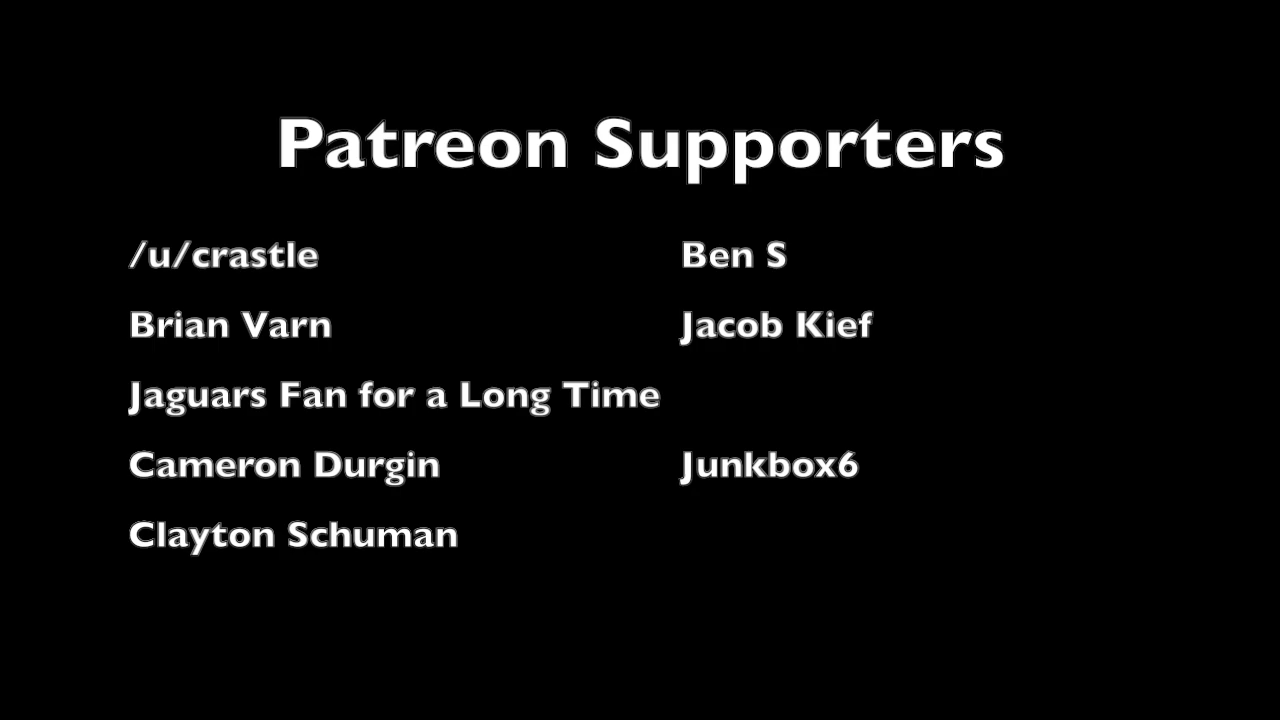 Patreon Supporters
/u/crastle Ben S
Brian Varn Jacob Kief
Jaguars Fan for a Long Time
Cameron Durgin Junkbox6
Clayton Schuman